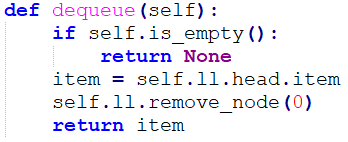 def dequeue(self):
    if self.is_empty():
        return None
    item = self.ll.head.item
    self.ll.remove_node(0)
    return item